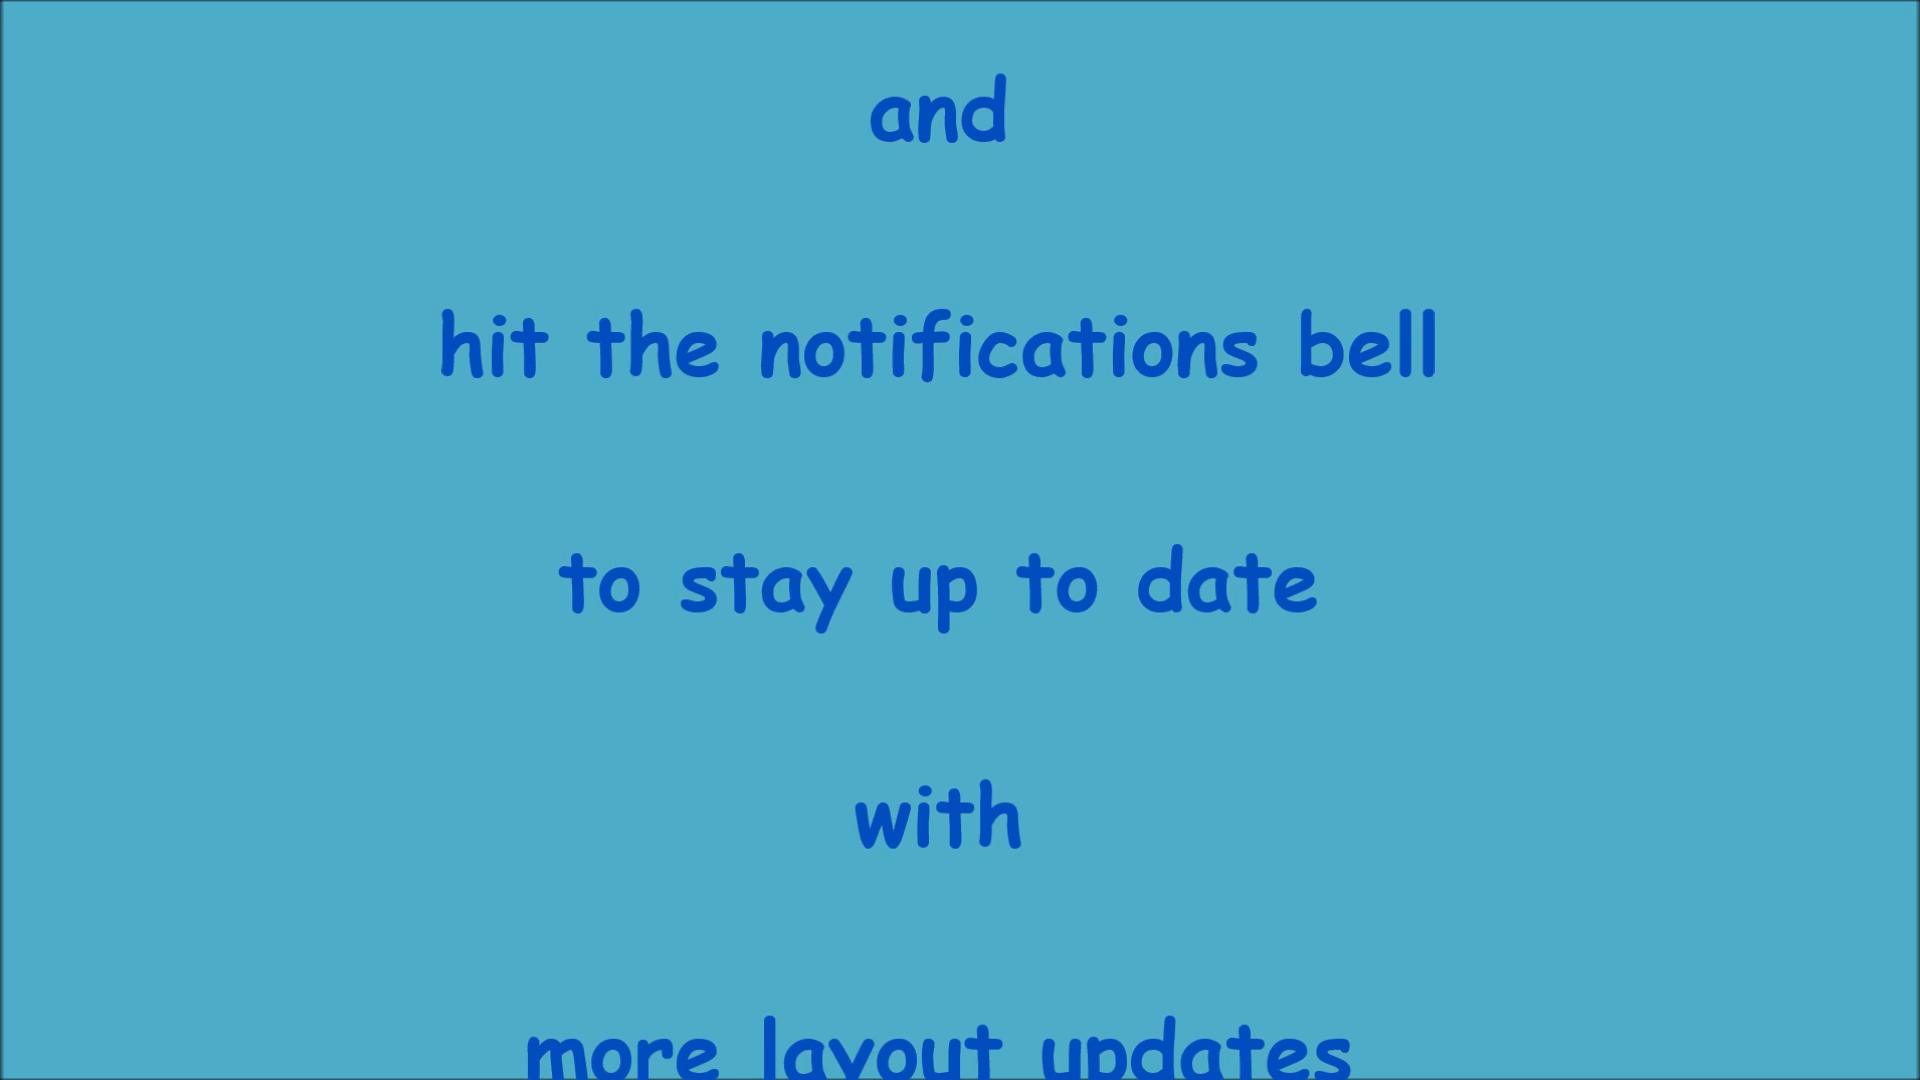 and
hit the notifications bell
to stay up to date
with
more layout updates